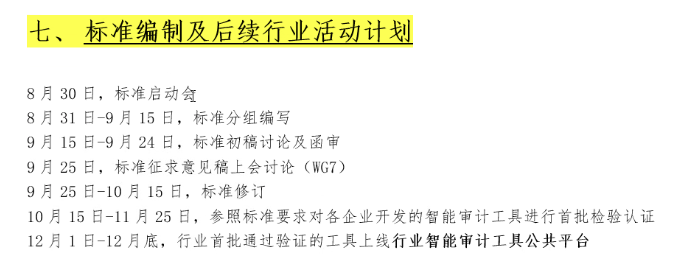 七、 标准编制及后续行业活动计划
8 月 30 日，标准启动会
8 月 31 日-9 月 15 日，标准分组编写
9 月 15 日-9 月 24 日，标准初稿讨论及函审
9 月 25 日，标准征求意见稿上会讨论（WG7）
9 月 25 日-10 月 15 日，标准修订
10 月 15 日-11 月 25 日，参照标准要求对各企业开发的智能审计工具进行首批检验认证
12 月 1 日-12 月底，行业首批通过验证的工具上线行业智能审计工具公共平台